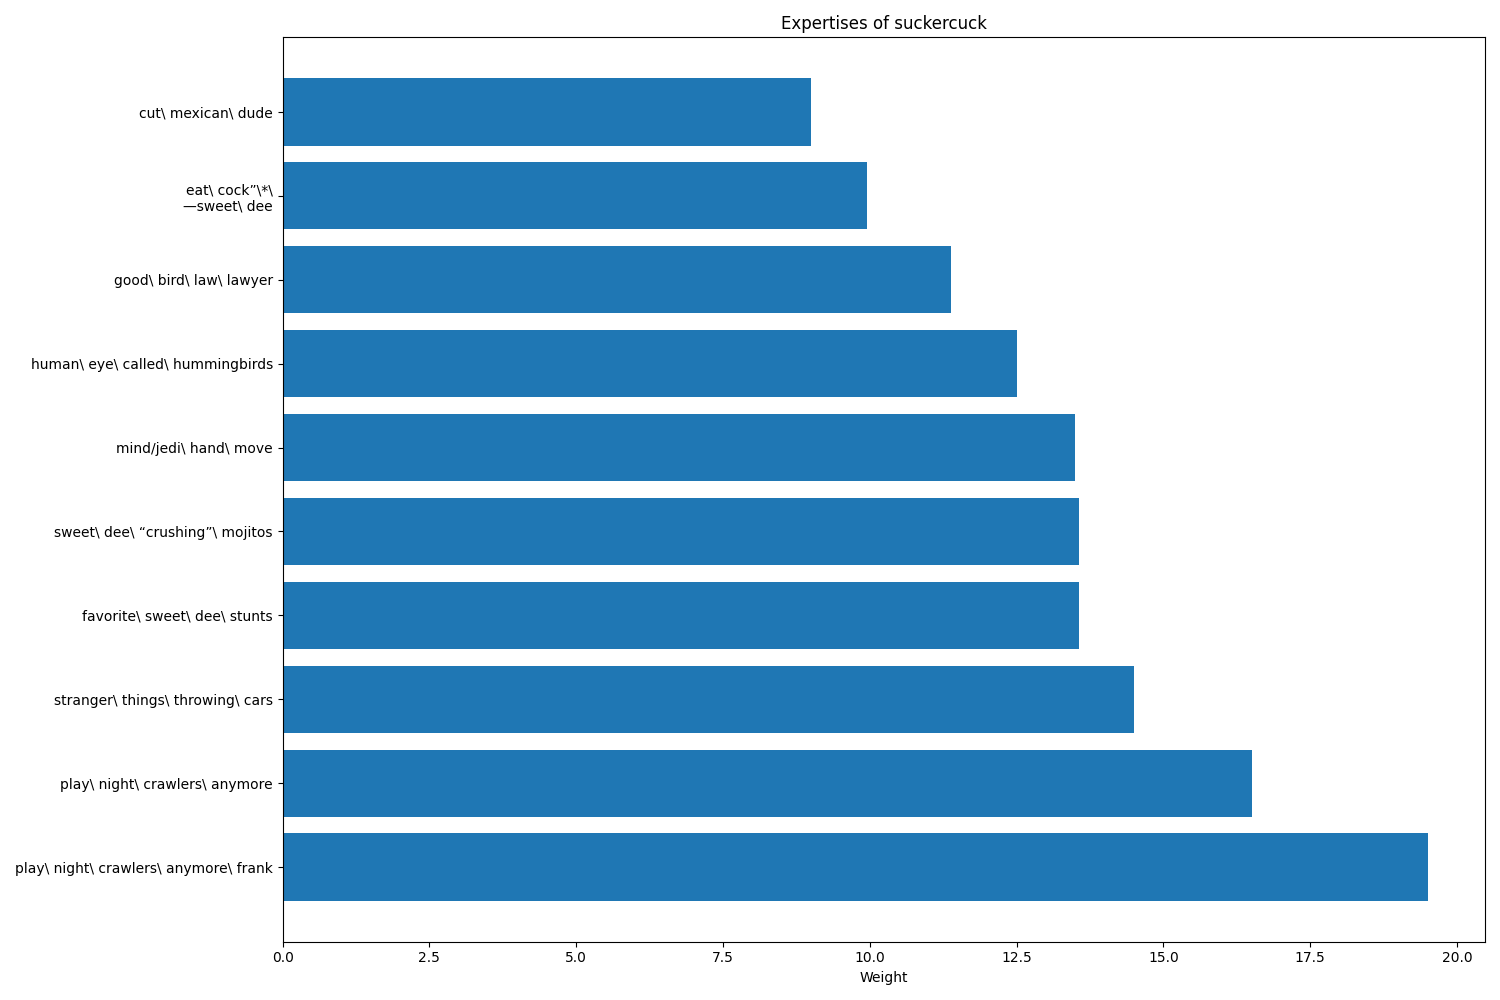 Expertises of suckercuck
cut\ mexican\ dude
eat\ cock”\*\
—sweet\ dee
good\ bird\ law\ lawyer
human\ eye\ called\ hummingbirds
mind/jedi\ hand\ move
sweet\ dee\ “crushing”\ mojitos
favorite\ sweet\ dee\ stunts
stranger\ things\ throwing\ cars
play\ night\ crawlers\ anymore
play\ night\ crawlers\ anymore\ frank
0.0 2.5 5.0 7.5 10.0 12.5 15.0 17.5 20.0
Weight